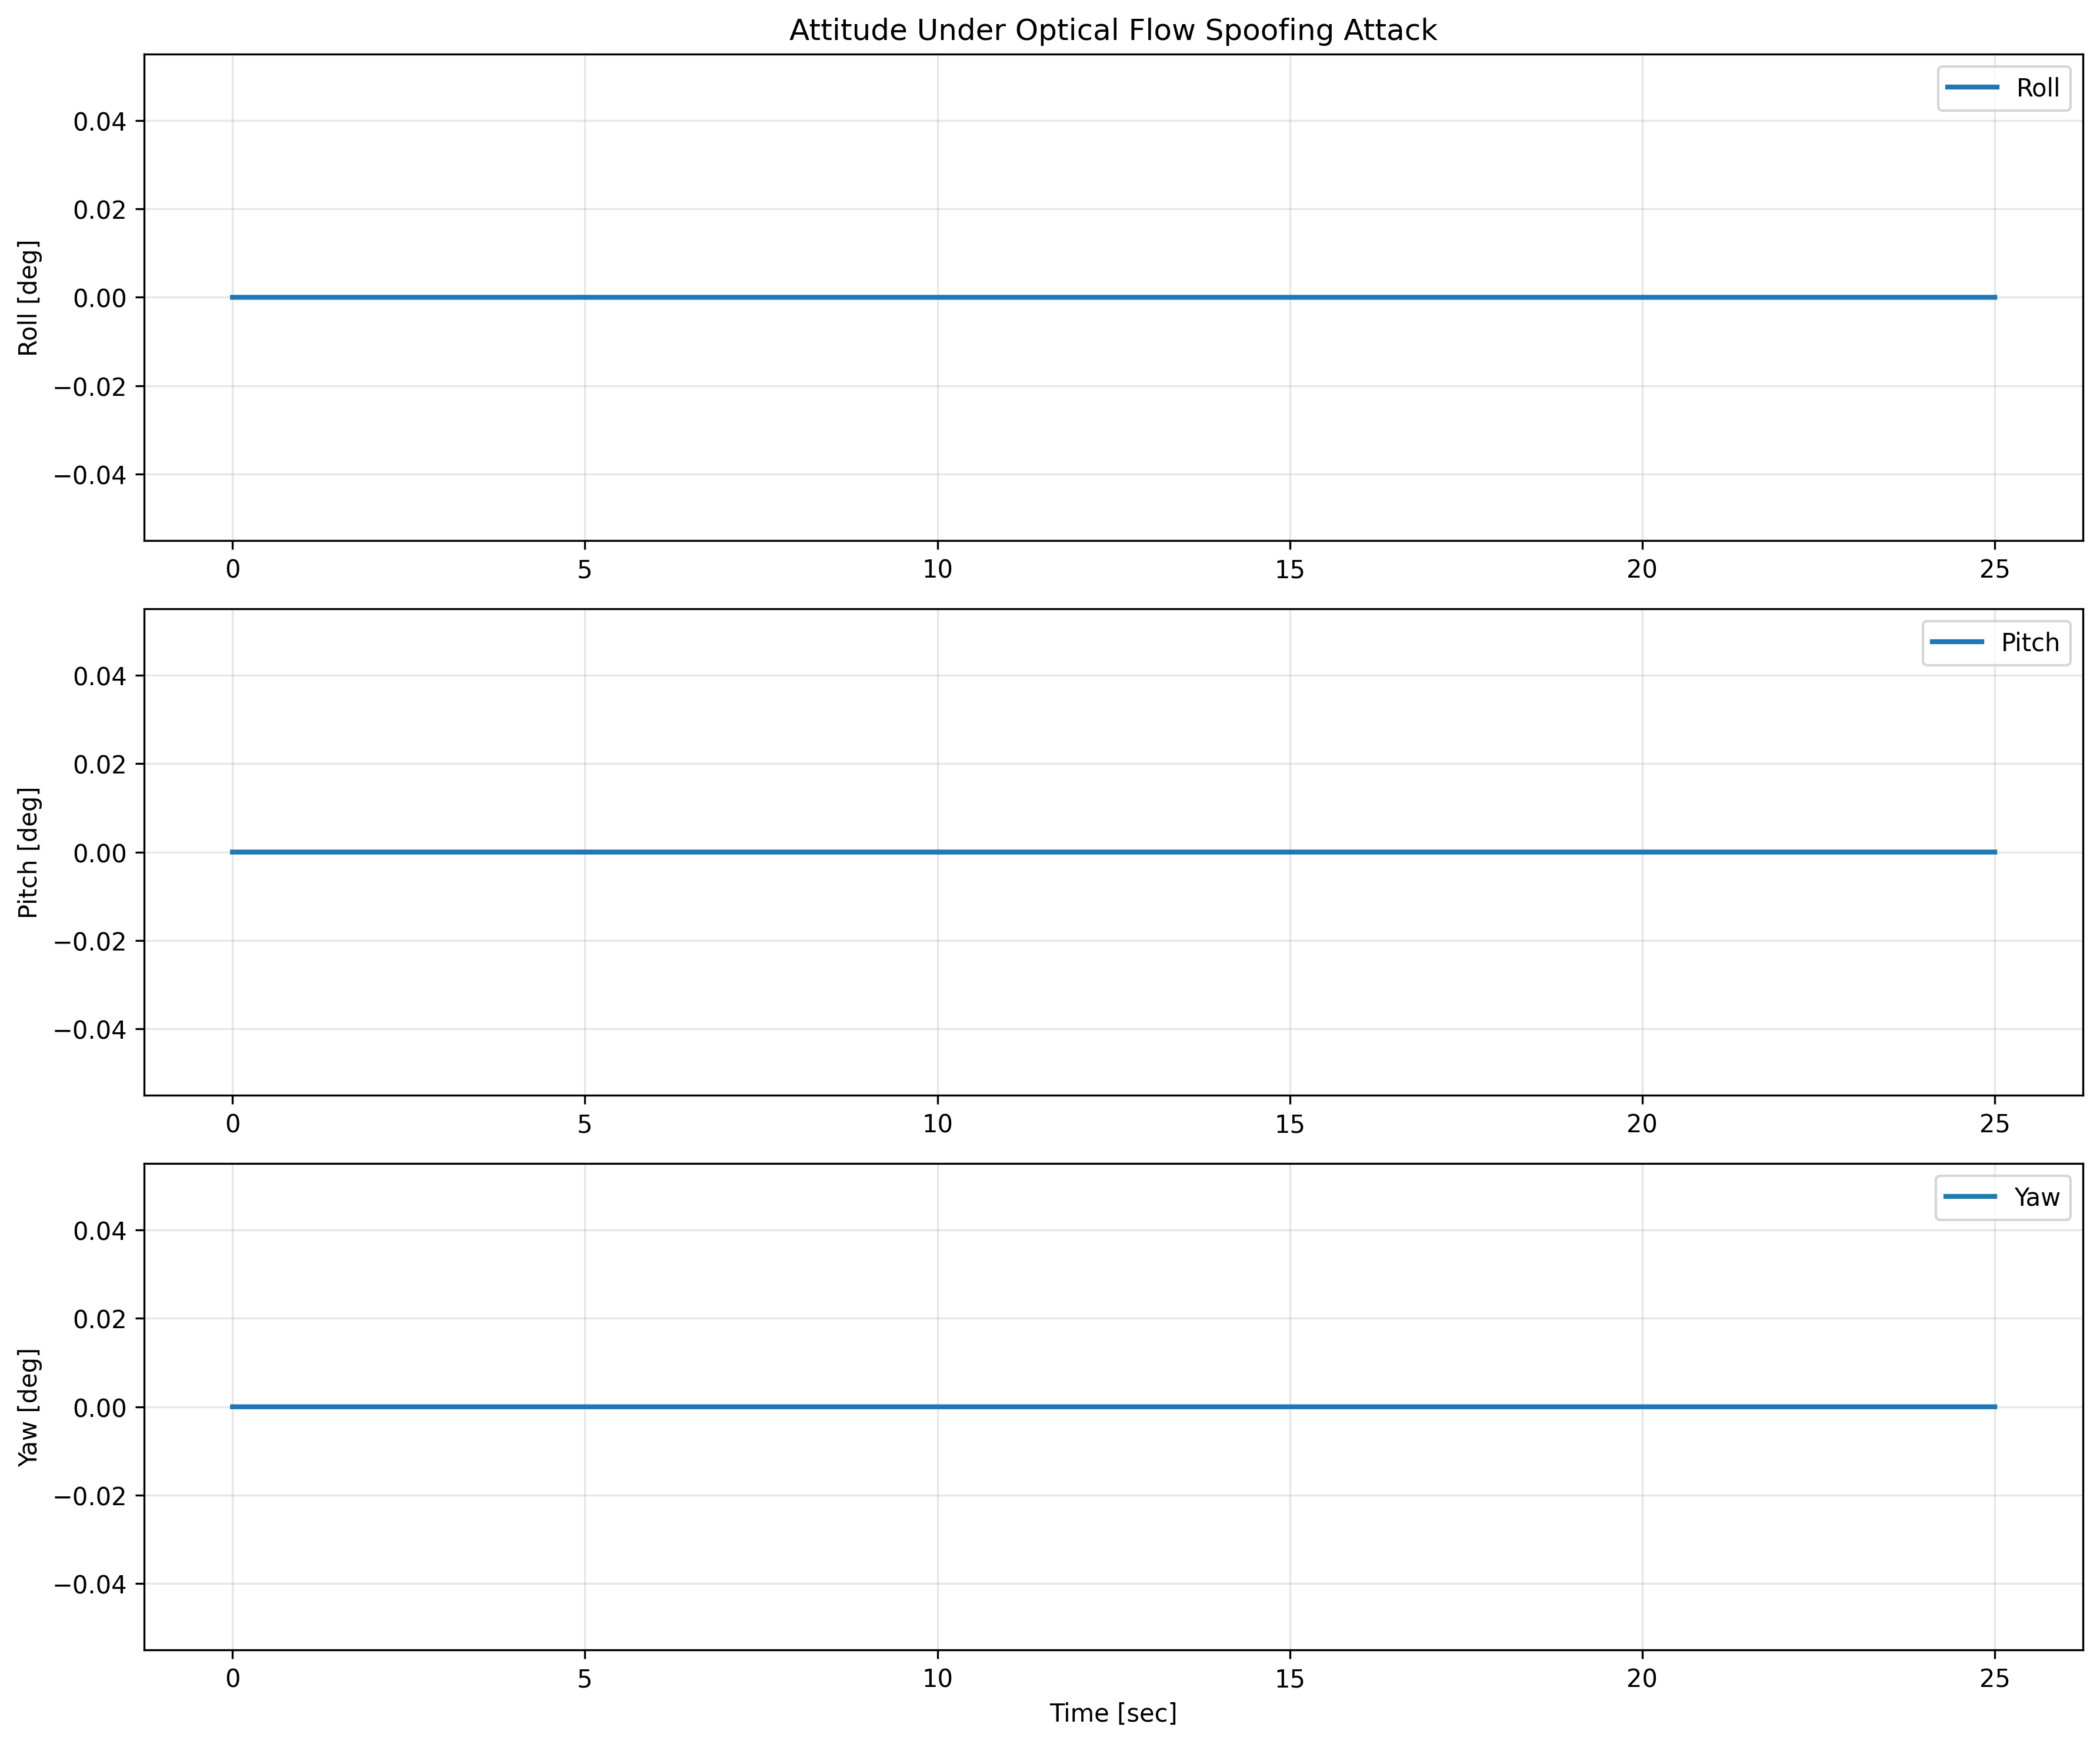 Attitude Under Optical Flow Spoofing Attack
Roll
0.04
0.02
0.00
−0.02
−0.04
Roll [deg]
0 5 10 15 20 25
Pitch
0.04
0.02
0.00
−0.02
−0.04
Pitch [deg]
0 5 10 15 20 25
Yaw
0.04
0.02
0.00
−0.02
−0.04
Yaw [deg]
0 5 10 15 20 25
Time [sec]